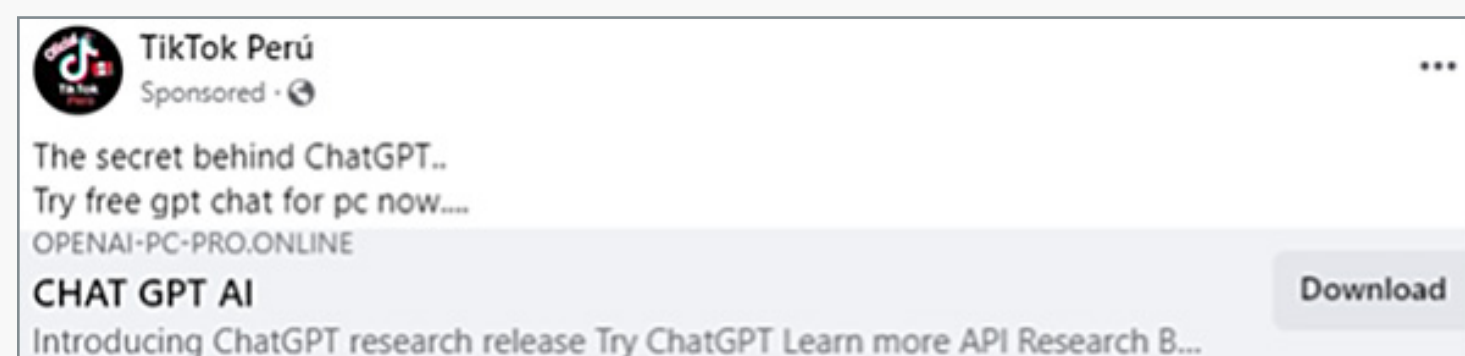 TikTok Perú
Sponsored ·
The secret behind ChatGPT..
Try free gpt chat for pc now....
OPENAI-PC-PRO.ONLINE
CHAT GPT AI
Download
Introducing ChatGPT research release Try ChatGPT Learn more API Research B...